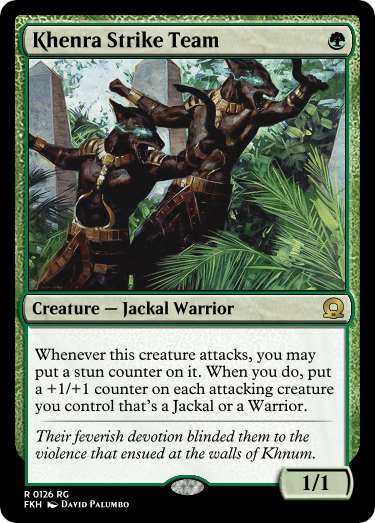 Khenra Strike Team
Creature — Jackal Warrior
Whenever this creature attacks, you may
put a stun counter on it. When you do, put
a +1/+1 counter on each attacking creature
you control that's a Jackal or a Warrior.
Their feverish devotion blinded them to the
violence that ensued at the walls of Khnum.
1/1
R 0126 RG
FKH David Palumbo